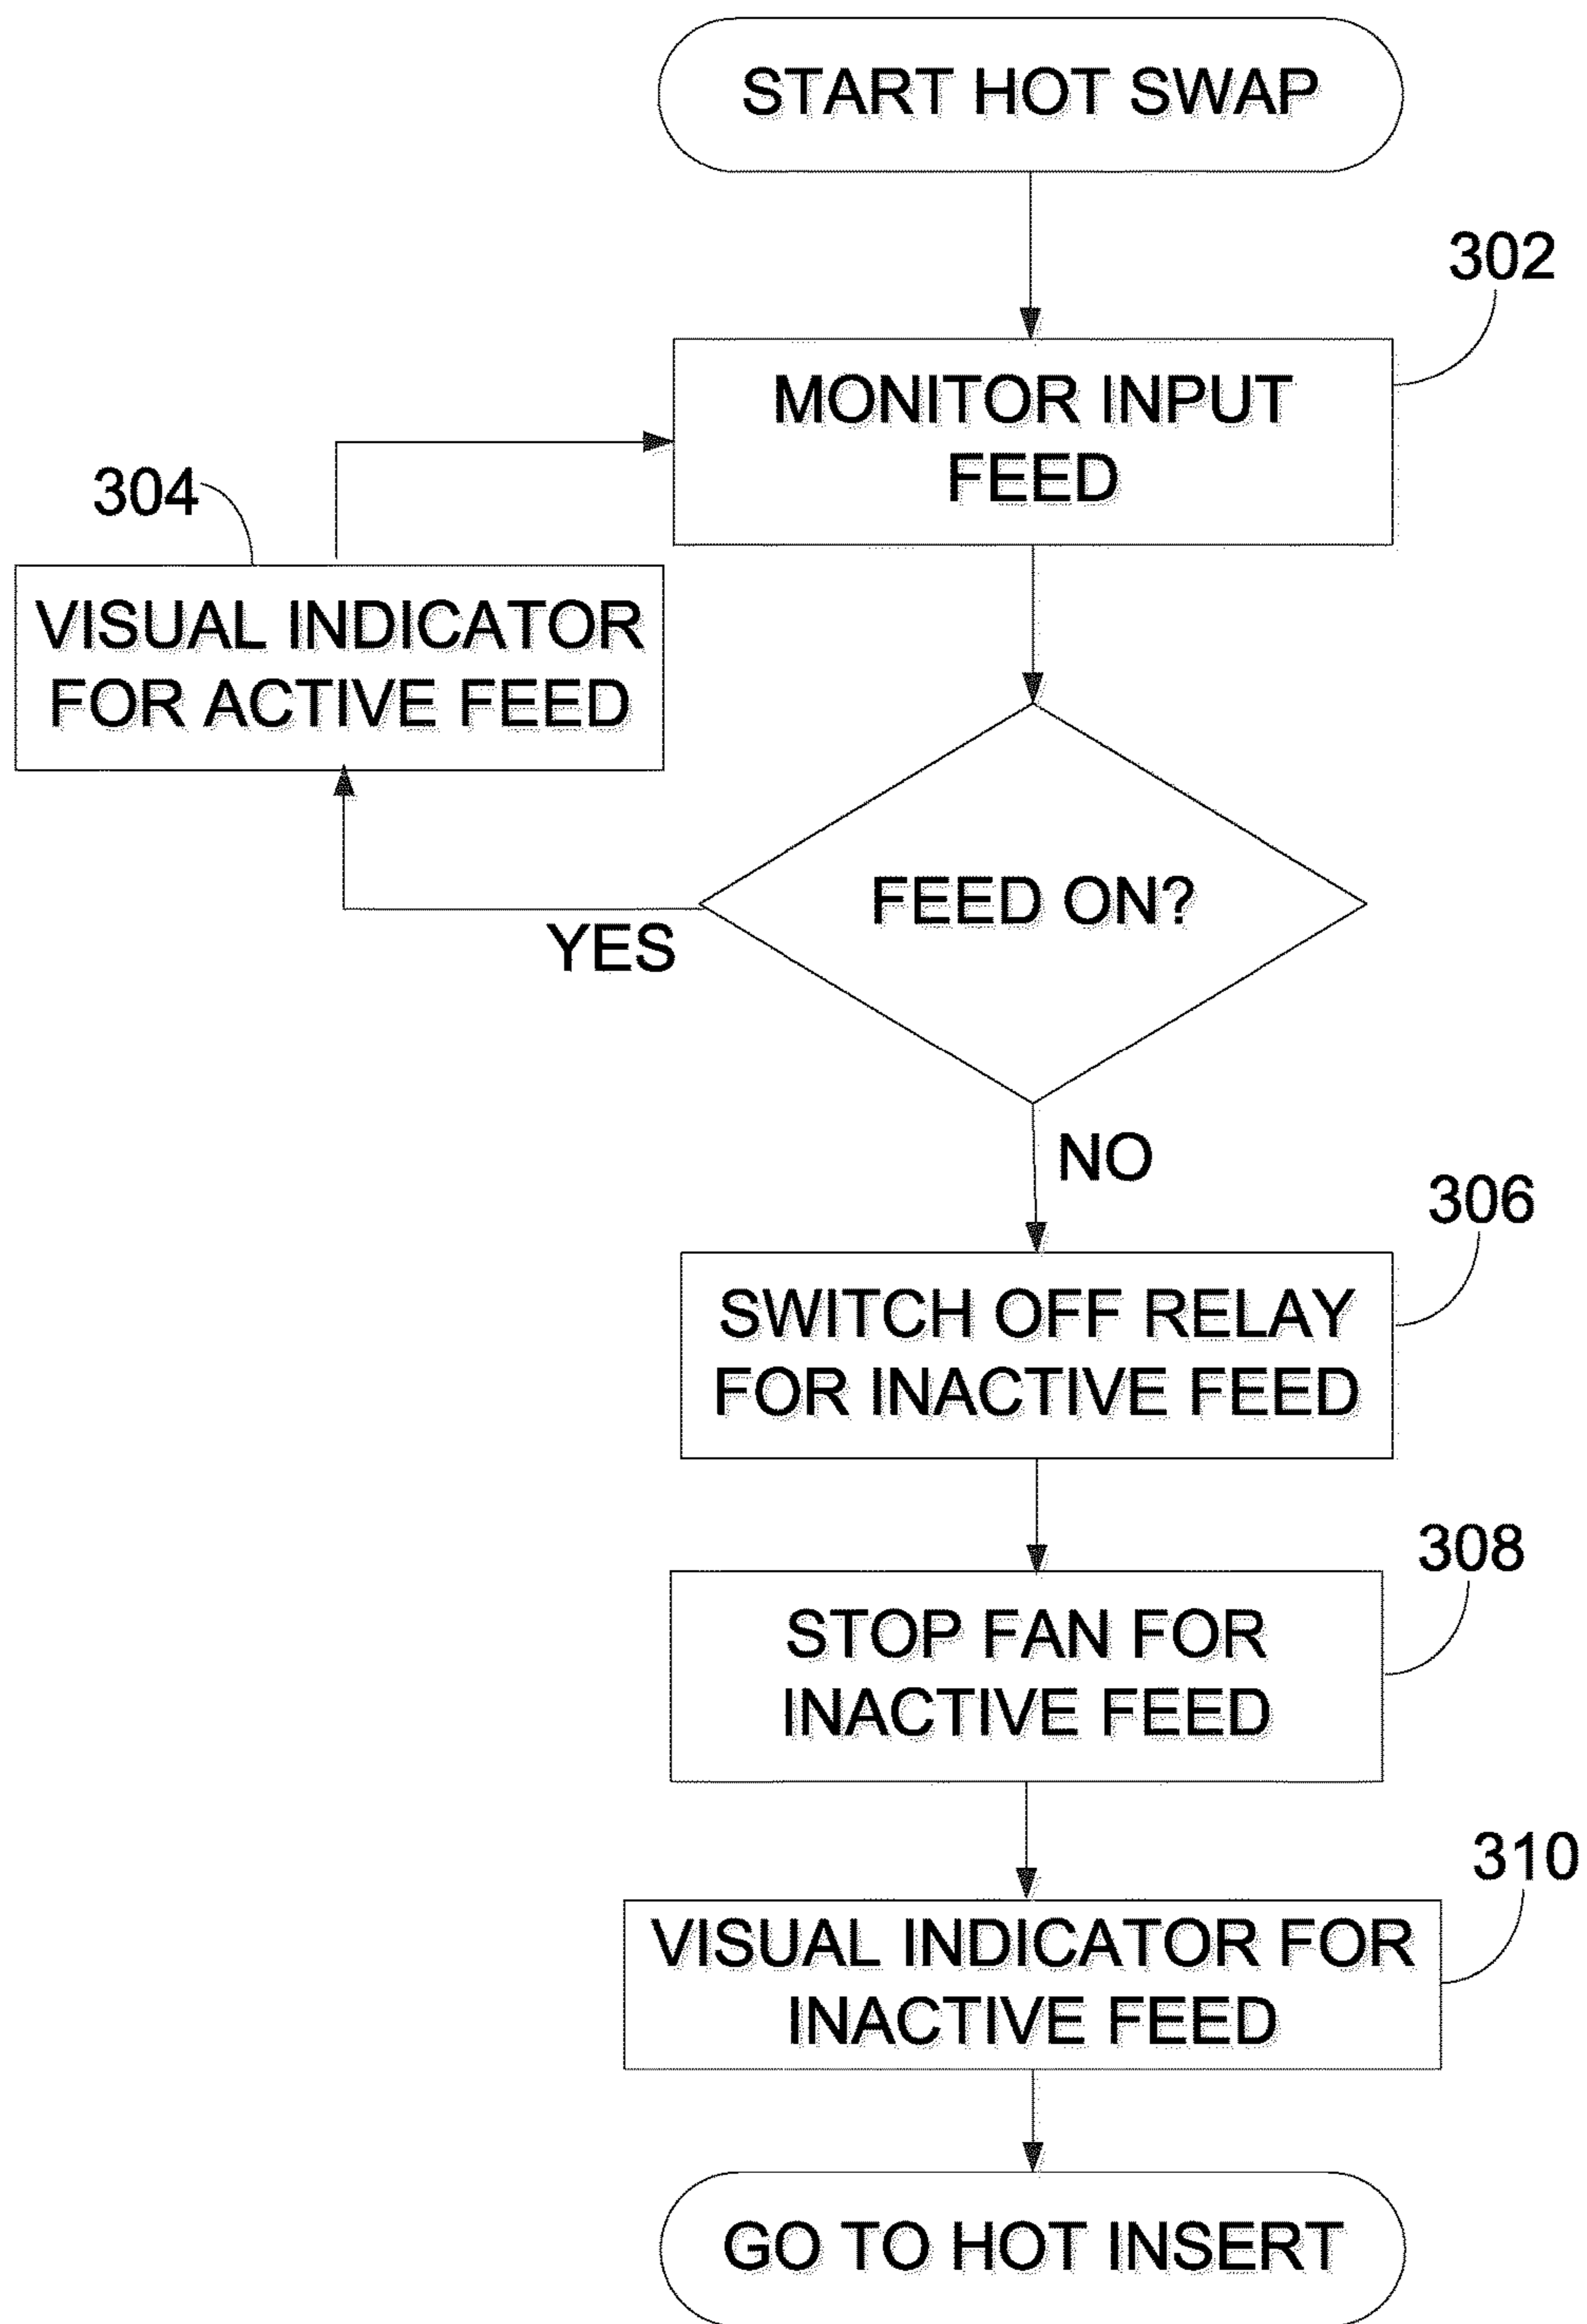 START HOT SWAP
302
MONITOR INPUT
FEED
304
VISUAL INDICATOR
FOR ACTIVE FEED
FEED ON?
YES
NO
306
SWITCH OFF RELAY
FOR INACTIVE FEED
308
STOP FAN FOR
INACTIVE FEED
310
VISUAL INDICATOR FOR
INACTIVE FEED
GO TO HOT INSERT